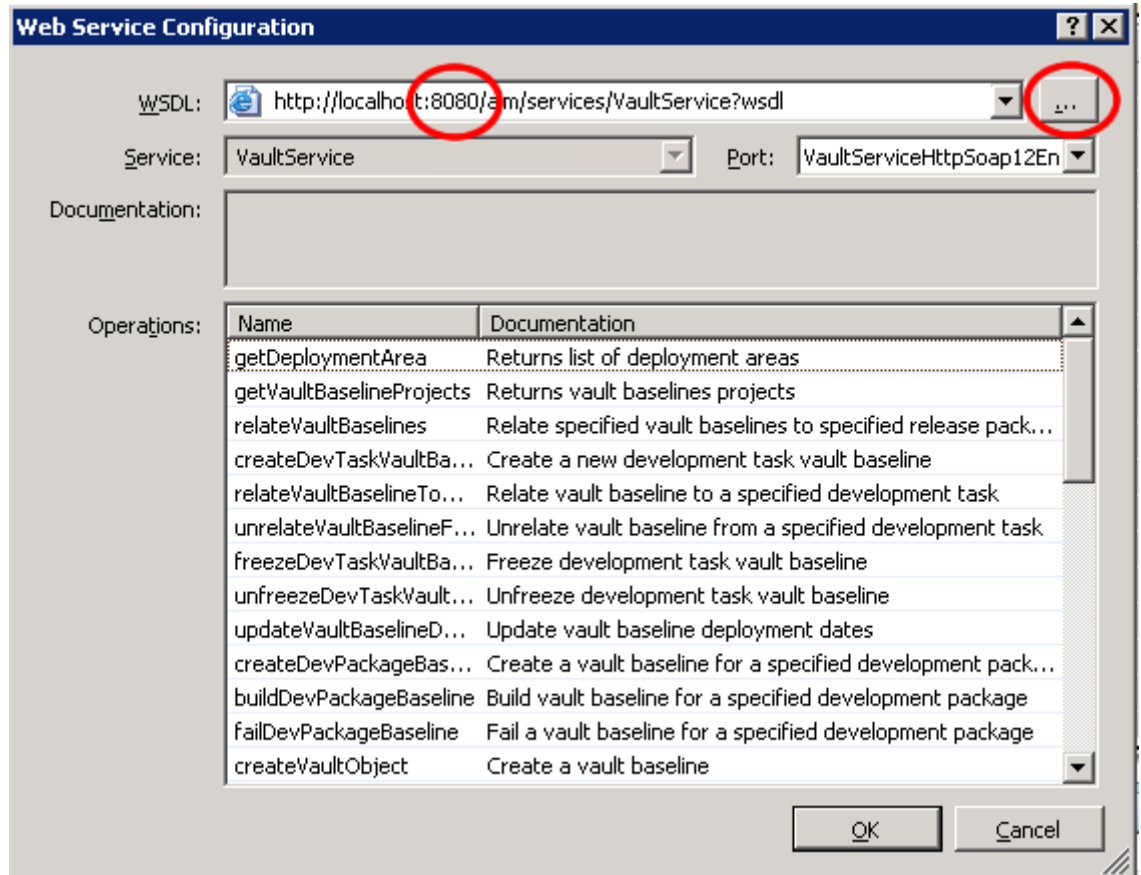 Web Service Configuration
WSDL: http://localhost:8080/alm/services/VaultService?wsdl ...
Service: VaultService Port: VaultServiceHttpSoap12En
Documentation:
Operations: Name Documentation
getDeploymentArea Returns list of deployment areas
getVaultBaselineProjects Returns vault baselines projects
relateVaultBaselines Relate specified vault baselines to specified release pack...
createDevTaskVaultBa... Create a new development task vault baseline
relateVaultBaselineTo... Relate vault baseline to a specified development task
unrelateVaultBaselineF... Unrelate vault baseline from a specified development task
freezeDevTaskVaultBa... Freeze development task vault baseline
unfreezeDevTaskVault... Unfreeze development task vault baseline
updateVaultBaselineD... Update vault baseline deployment dates
createDevPackageBas... Create a vault baseline for a specified development pack...
buildDevPackageBaseline Build vault baseline for a specified development package
failDevPackageBaseline Fail a vault baseline for a specified development package
createVaultObject Create a vault baseline
OK Cancel